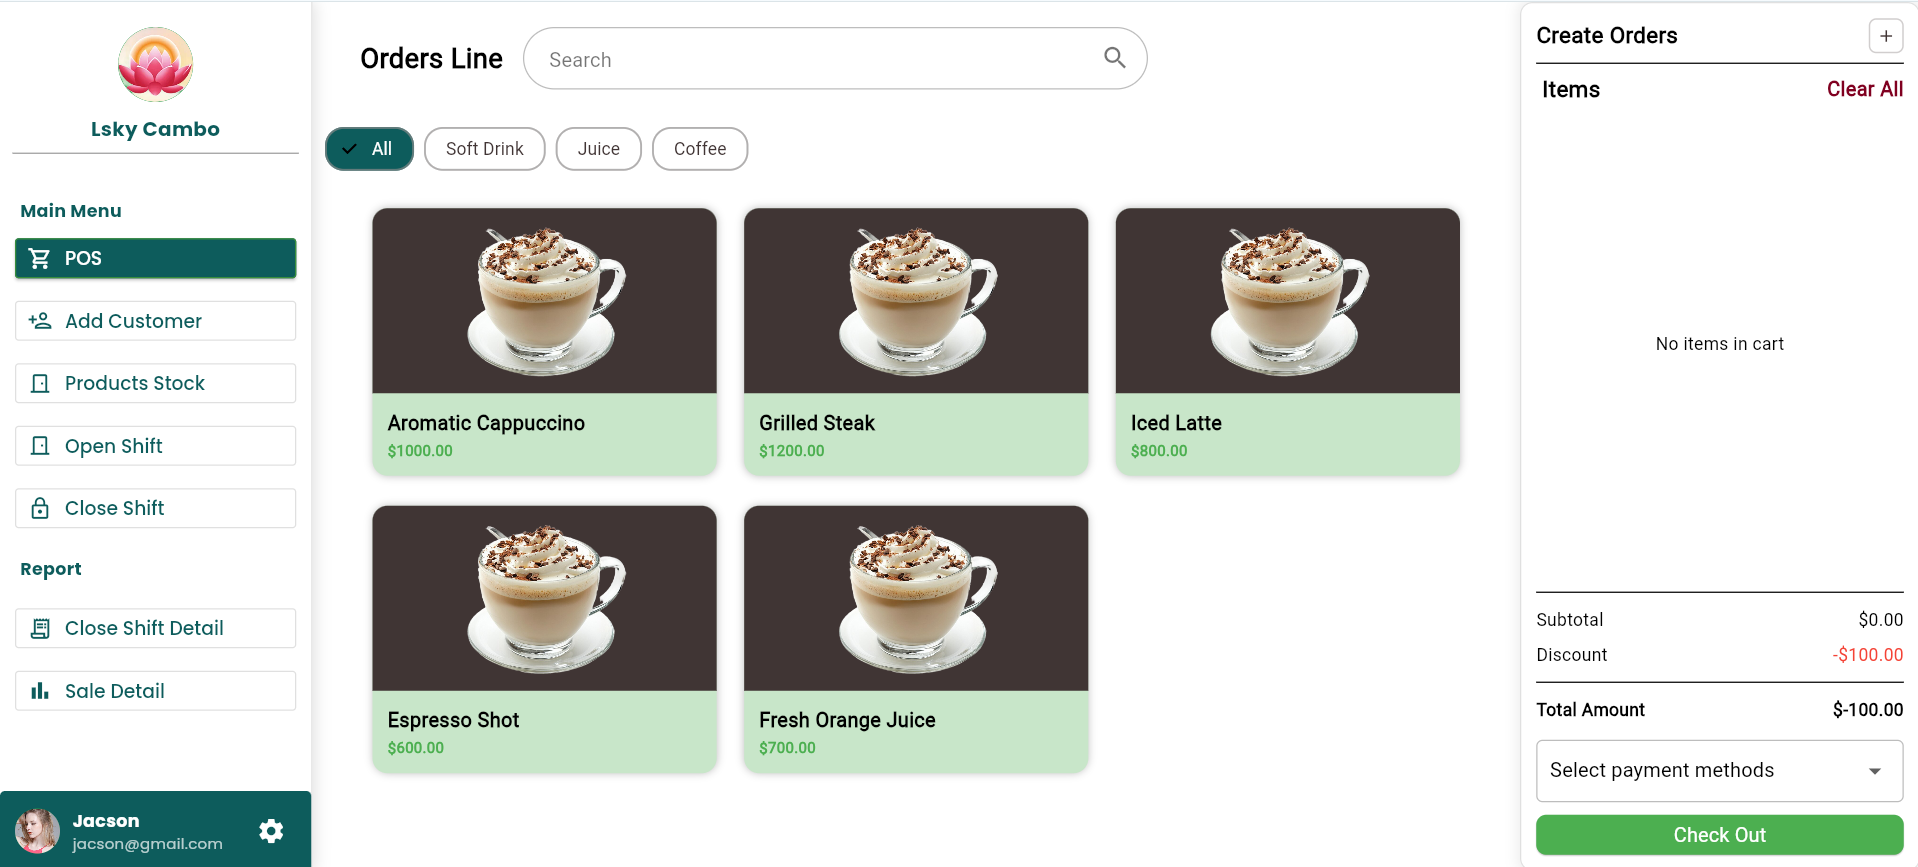 Lsky Cambo
Main Menu
POS
Add Customer
Products Stock
Open Shift
Close Shift
Report
Close Shift Detail
Sale Detail
Jacson
jacson@gmail.com
Orders Line
Search
All
Soft Drink
Juice
Coffee
Aromatic Cappuccino
$1000.00
Grilled Steak
$1200.00
Iced Latte
$800.00
Espresso Shot
$600.00
Fresh Orange Juice
$700.00
Create Orders
+
Items Clear All
No items in cart
Subtotal $0.00
Discount -$100.00
Total Amount $-100.00
Select payment methods
Check Out